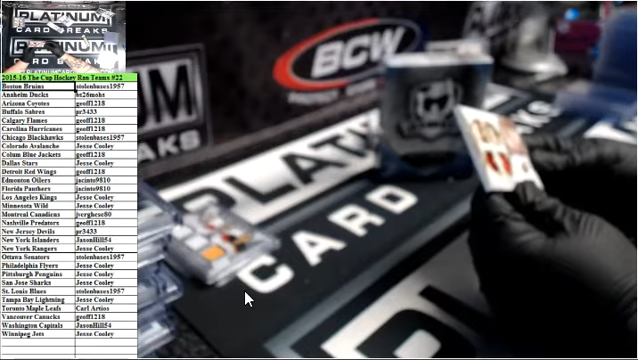 PLATINUM
CARD BREAKS
PLATINUM
CARD BREAKS
2015-16 The Cup Hockey Ran Teams #22
Boston Bruins stolenbases1957
Anaheim Ducks
Arizona Coyotes geoff1218
Buffalo Sabres pr3433
Calgary Flames geoff1218
Carolina Hurricanes geoff1218
Chicago Blackhawks stolenbases1957
Colorado Avalanche Jesse Cooley
Colum Blue Jackets geoff1218
Dallas Stars Jesse Cooley
Detroit Red Wings geoff1218
Edmonton Oilers jacinto9810
Florida Panthers jacinto9810
Los Angeles Kings Jesse Cooley
Minnesota Wild Jesse Cooley
Montreal Canadiens jverghese80
Nashville Predators geoff1218
New Jersey Devils pr3433
New York Islanders JasonHill54
New York Rangers Jesse Cooley
Ottawa Senators stolenbases1957
Philadelphia Flyers Jesse Cooley
Pittsburgh Penguins Jesse Cooley
San Jose Sharks Jesse Cooley
St. Louis Blues stolenbases1957
Tampa Bay Lightning Jesse Cooley
Toronto Maple Leafs Carl Artios
Vancouver Canucks geoff1218
Washington Capitals JasonHill54
Winnipeg Jets Jesse Cooley
BCW
NUM
AKS
PLATI
CARD